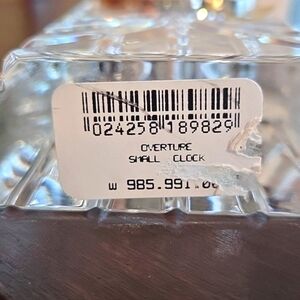 024258 189829
OVERTURE
SMALL CLOCK
W 985.991.00